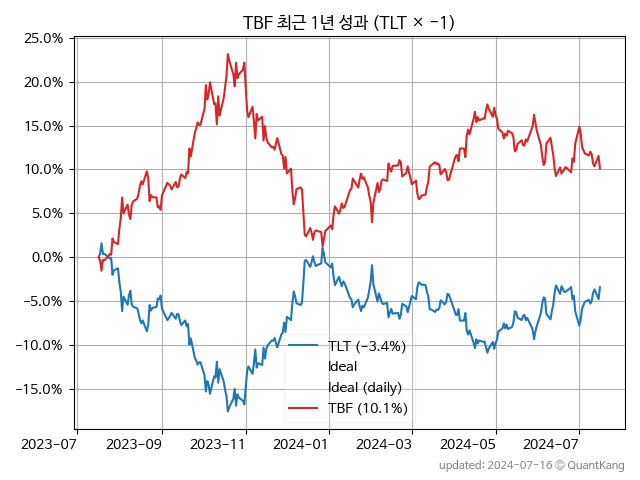 TBF 최근 1년 성과 (TLT × −1)
25.0%
20.0%
15.0%
10.0%
5.0%
0.0%
−5.0%
−10.0%
−15.0%
TLT (−3.4%)
Ideal
Ideal (daily)
TBF (10.1%)
2023−07
2023−09
2023−11
2024−01
2024−03
2024−05
2024−07
updated: 2024-07-16 © QuantKang